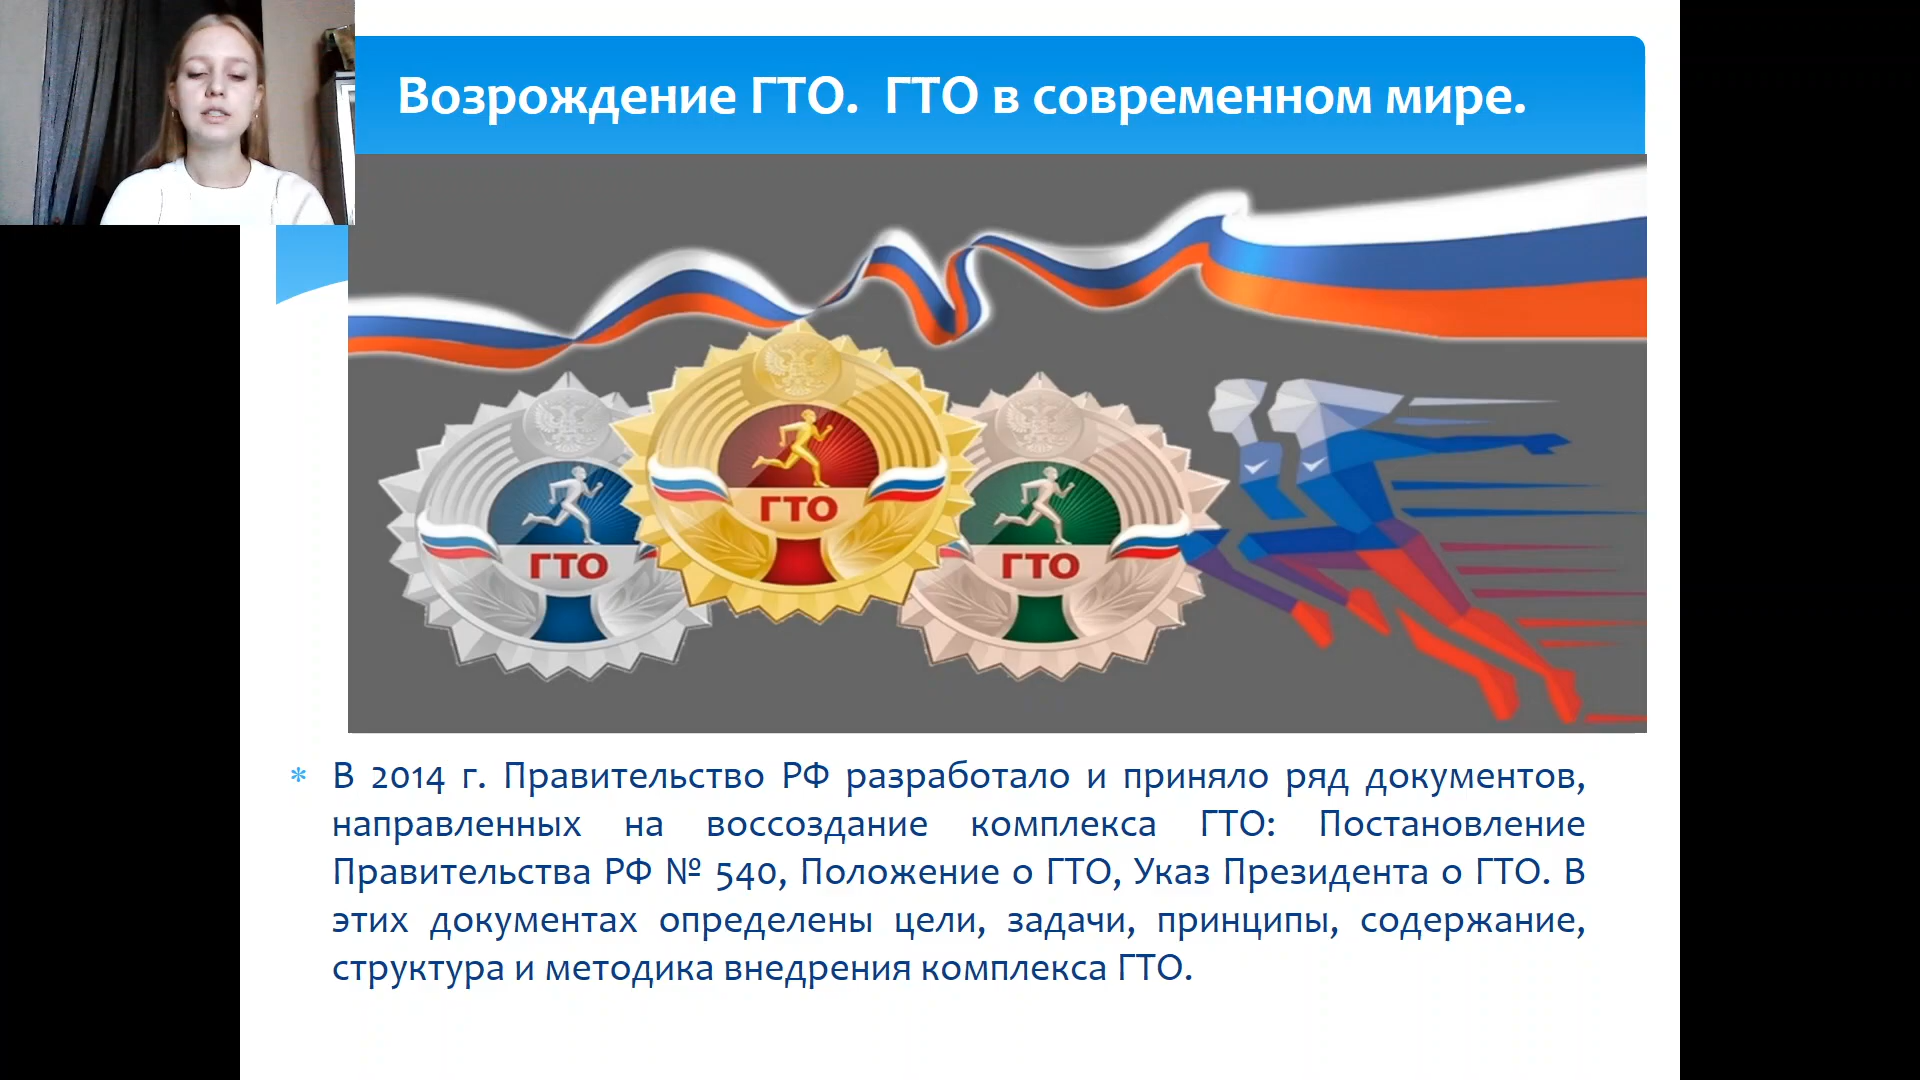 Возрождение ГТО. ГТО в современном мире.
ГТО
ГТО
ГТО
* В 2014 г. Правительство РФ разработало и приняло ряд документов,
направленных на воссоздание комплекса ГТО: Постановление
Правительства РФ № 540, Положение о ГТО, Указ Президента о ГТО. В
этих документах определены цели, задачи, принципы, содержание,
структура и методика внедрения комплекса ГТО.